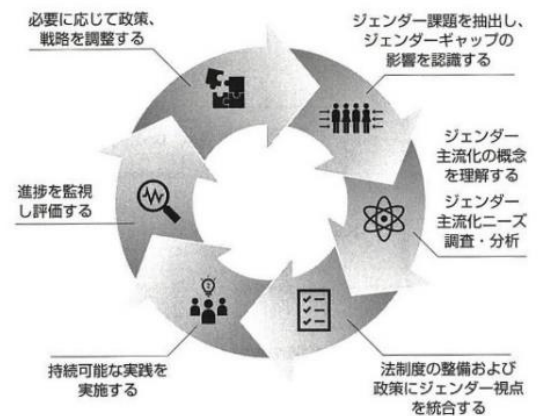 必要に応じて政策、
戦略を調整する
ジェンダー課題を抽出し、
ジェンダーギャップの
影響を認識する
ジェンダー
主流化の概念
を理解する
ジェンダー
主流化ニーズ
調査・分析
法制度の整備および
政策にジェンダー視点
を統合する
持続可能な実践を
実施する
進捗を監視
し評価する